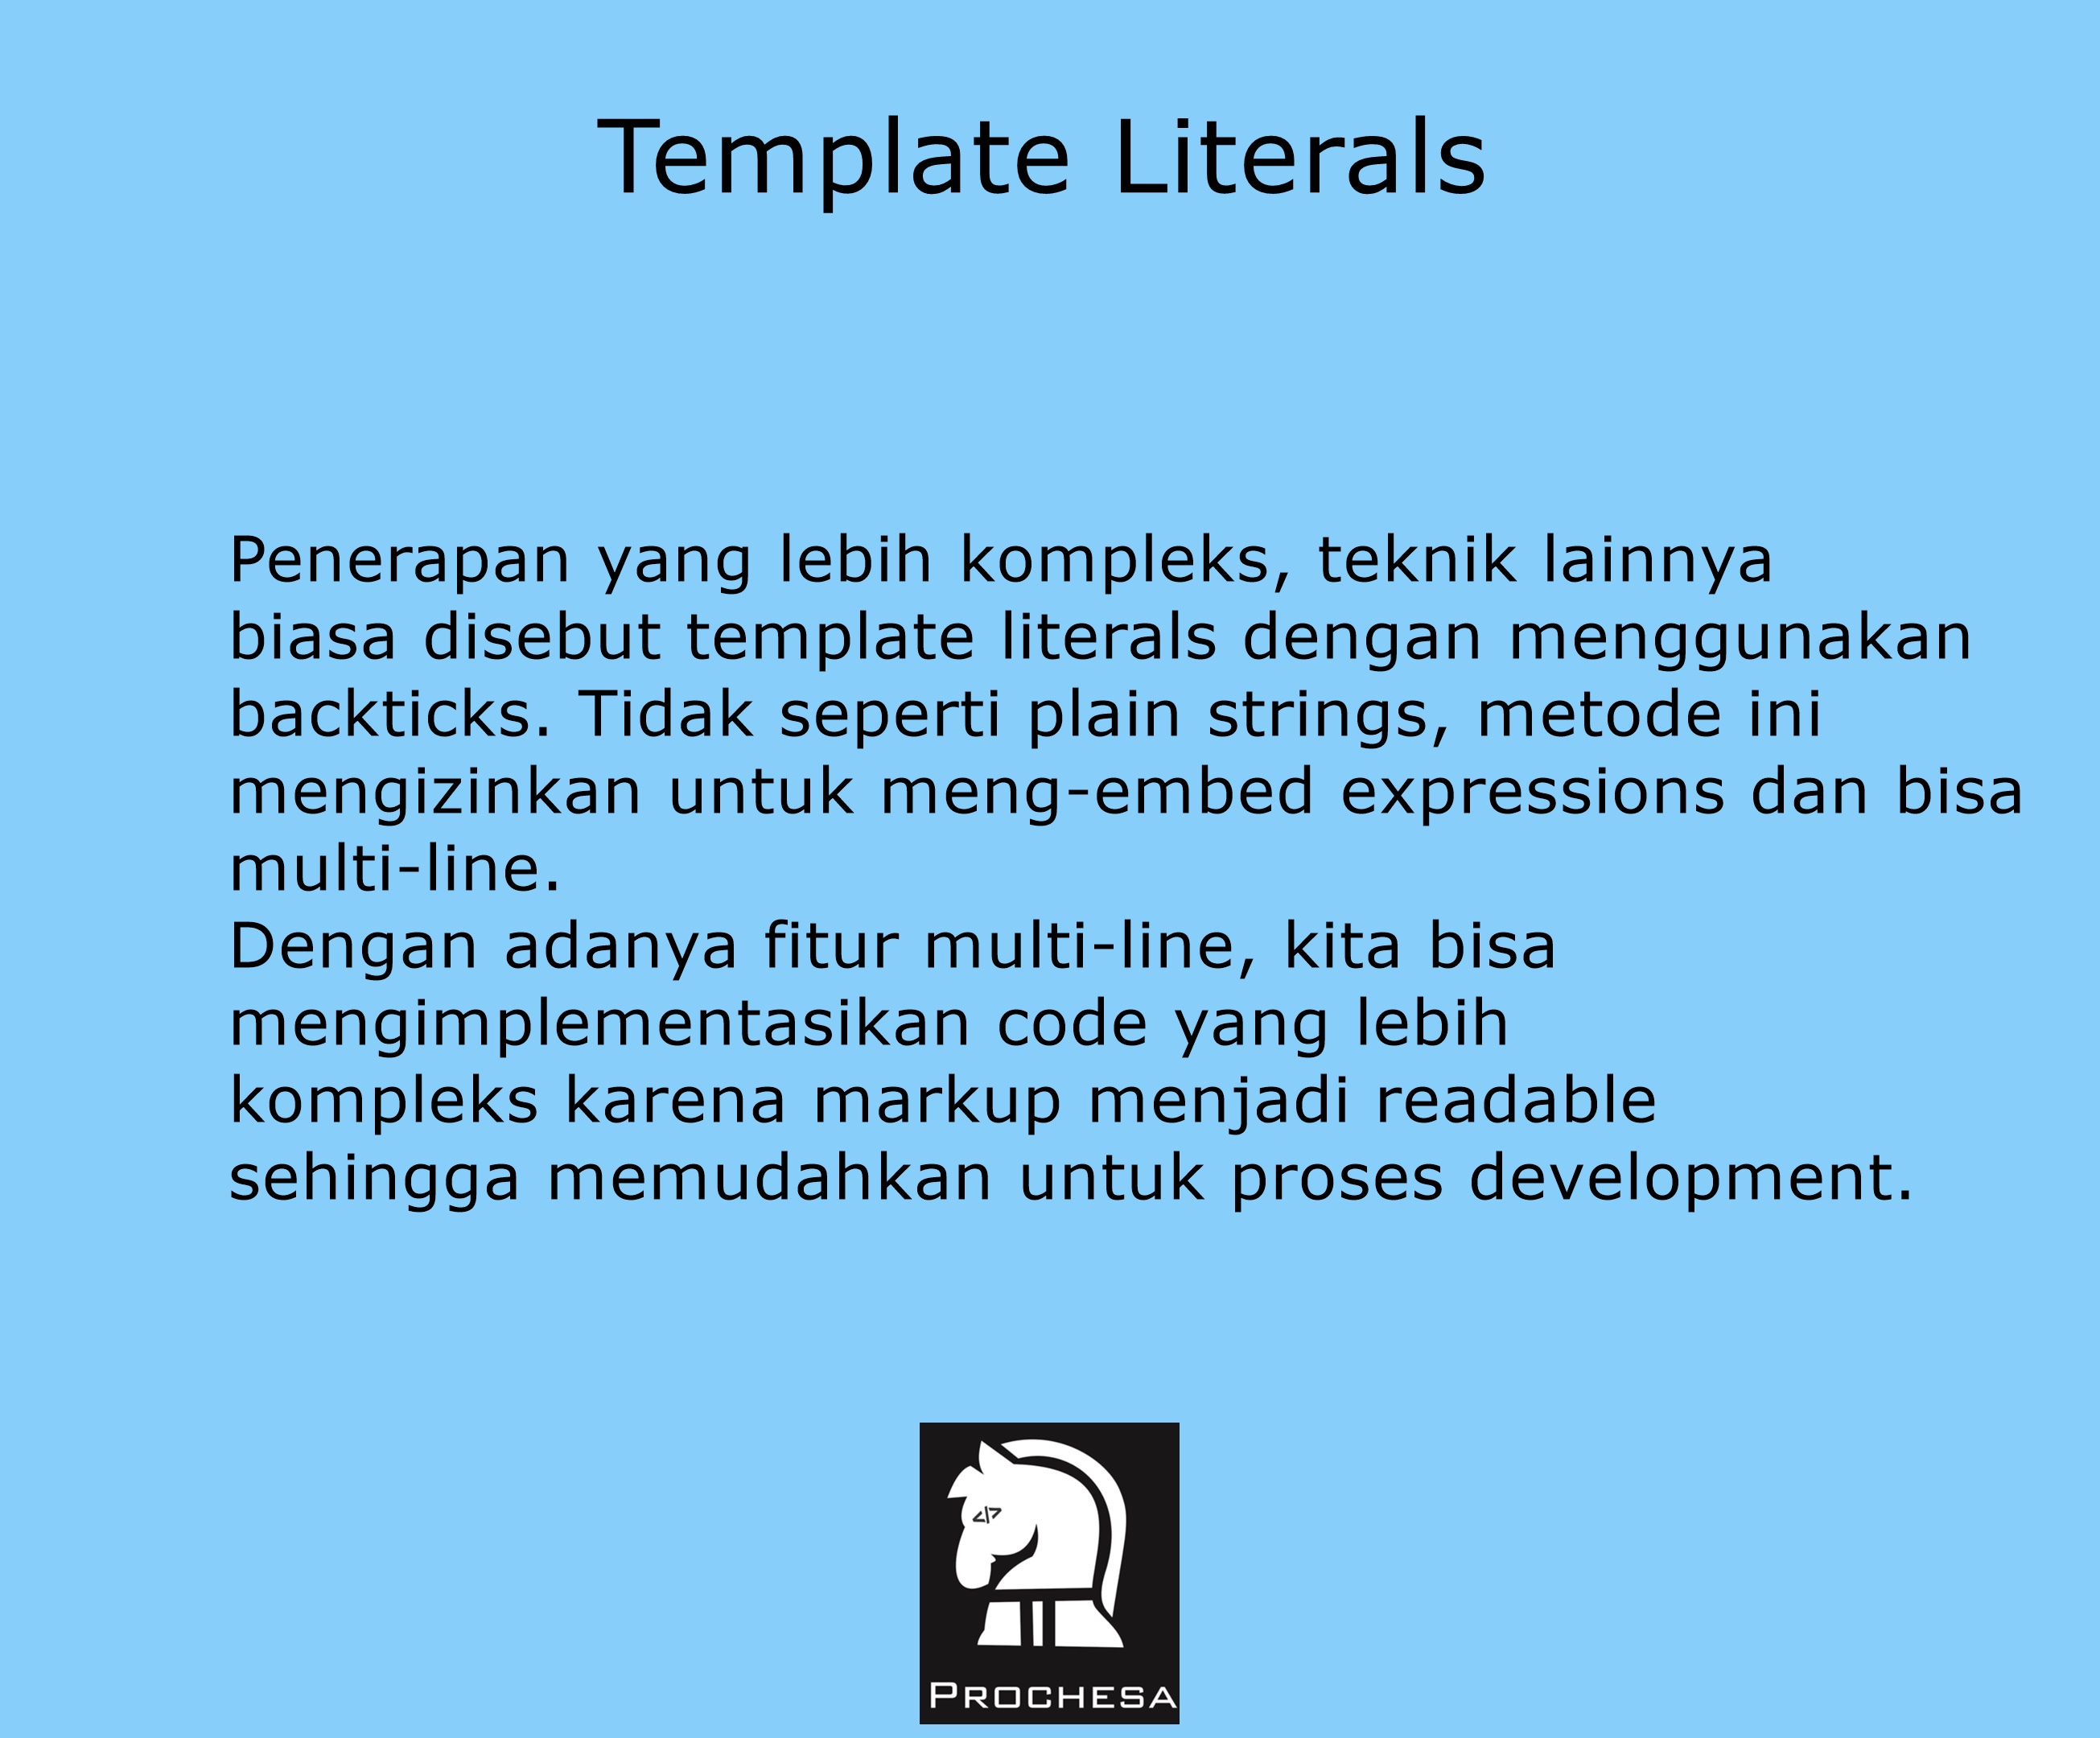 Template Literals
Penerapan yang lebih kompleks, teknik lainnya
biasa disebut template literals dengan menggunakan
backticks. Tidak seperti plain strings, metode ini
mengizinkan untuk meng-embed expressions dan bisa
multi-line.
Dengan adanya fitur multi-line, kita bisa
mengimplementasikan code yang lebih
kompleks karena markup menjadi readable
sehingga memudahkan untuk proses development.
</>
PROCHESA